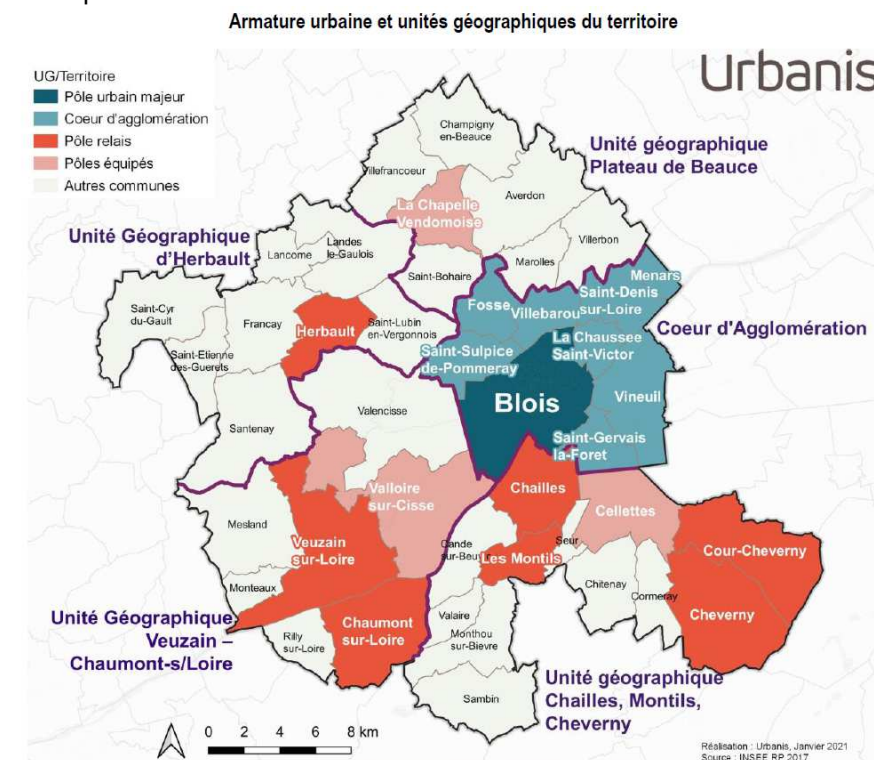 Armature urbaine et unités géographiques du territoire
Urbanis
UG/Territoire
Pôle urbain majeur
Coeur d'agglomération
Pôle relais
Pôles équipés
Autres communes
Champigny
en-Beauce
Unité géographique
Plateau de Beauce
Villefrancoeur
Averdon
La Chapelle
Vendomoise
Unité Géographique
d'Herbault
Landes
le-Gaulois
Lancome
Villerbon
Marolles
Saint-Bohaire
Menars
Saint-Denis
sur-Loire
Fosse
Villebarou
Saint-Cyr
du-Gault
Francay
Herbault
Saint-Lubin
en-Vergonnois
Coeur d'Agglomération
La Chaussee
Saint-Victor
Saint-Sulpice
de-Pommeray
Saint-Etienne
des-Guerets
Vineuil
Blois
Valencisse
Santenay
Saint-Gervais
la-Foret
Chailles
Valloire
sur-Cisse
Cellettes
Mesland
Veuzain
sur-Loire
Cande
sur-Beuv
Seur
Les Montils
Cour-Cheverny
Monteaux
Chitenay
Cormeray
Cheverny
Unité Géographique
Veuzain –
Chaumont-s/Loire
Chaumont
sur-Loire
Valaire
Rilly
sur-Loire
Monthou
sur-Bievre
Unité géographique
Chailles, Montils,
Cheverny
Sambin
0 2 4 6 8 km
Réalisation : Urbanis, Janvier 2021
Source : INSEE RP 2017